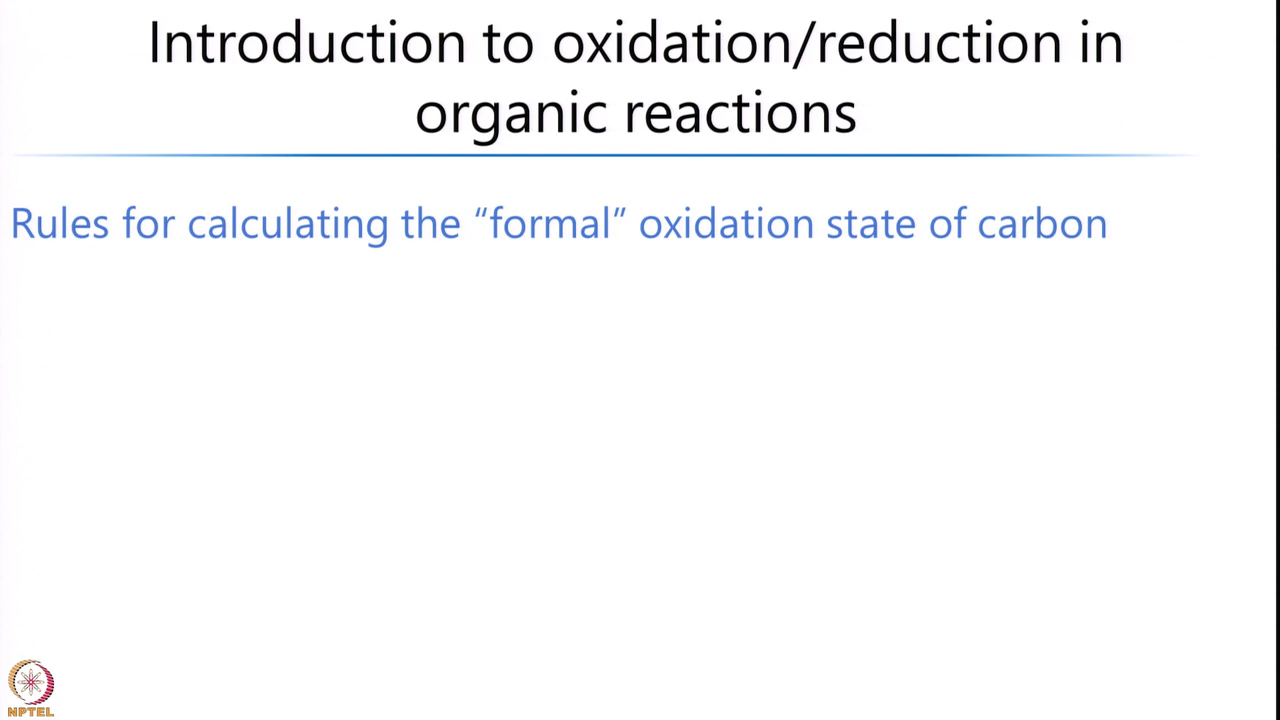 Introduction to oxidation/reduction in
organic reactions
Rules for calculating the “formal” oxidation state of carbon
NPTEL